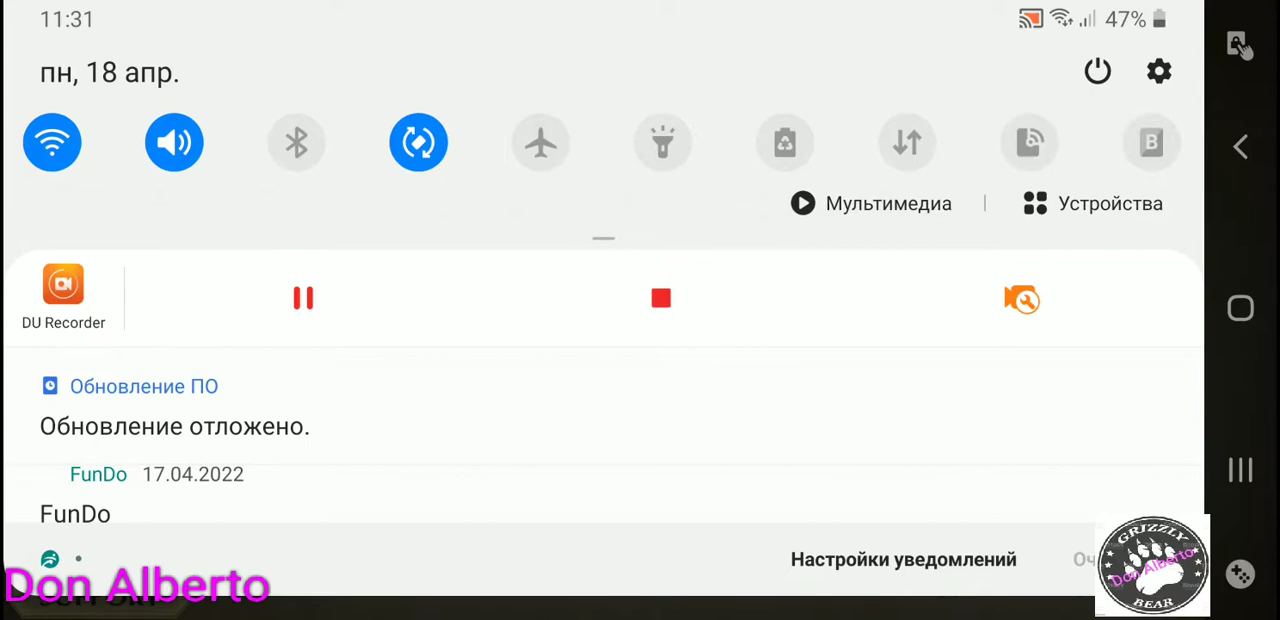 11:31
47%
пн, 18 апр.
B
Мультимедиа
Устройства
DU Recorder
Обновление ПО
Обновление отложено.
FunDo 17.04.2022
FunDo
Настройки уведомлений
Оч
GRIZZLY
Don Alberto
BEAR
Don Alberto